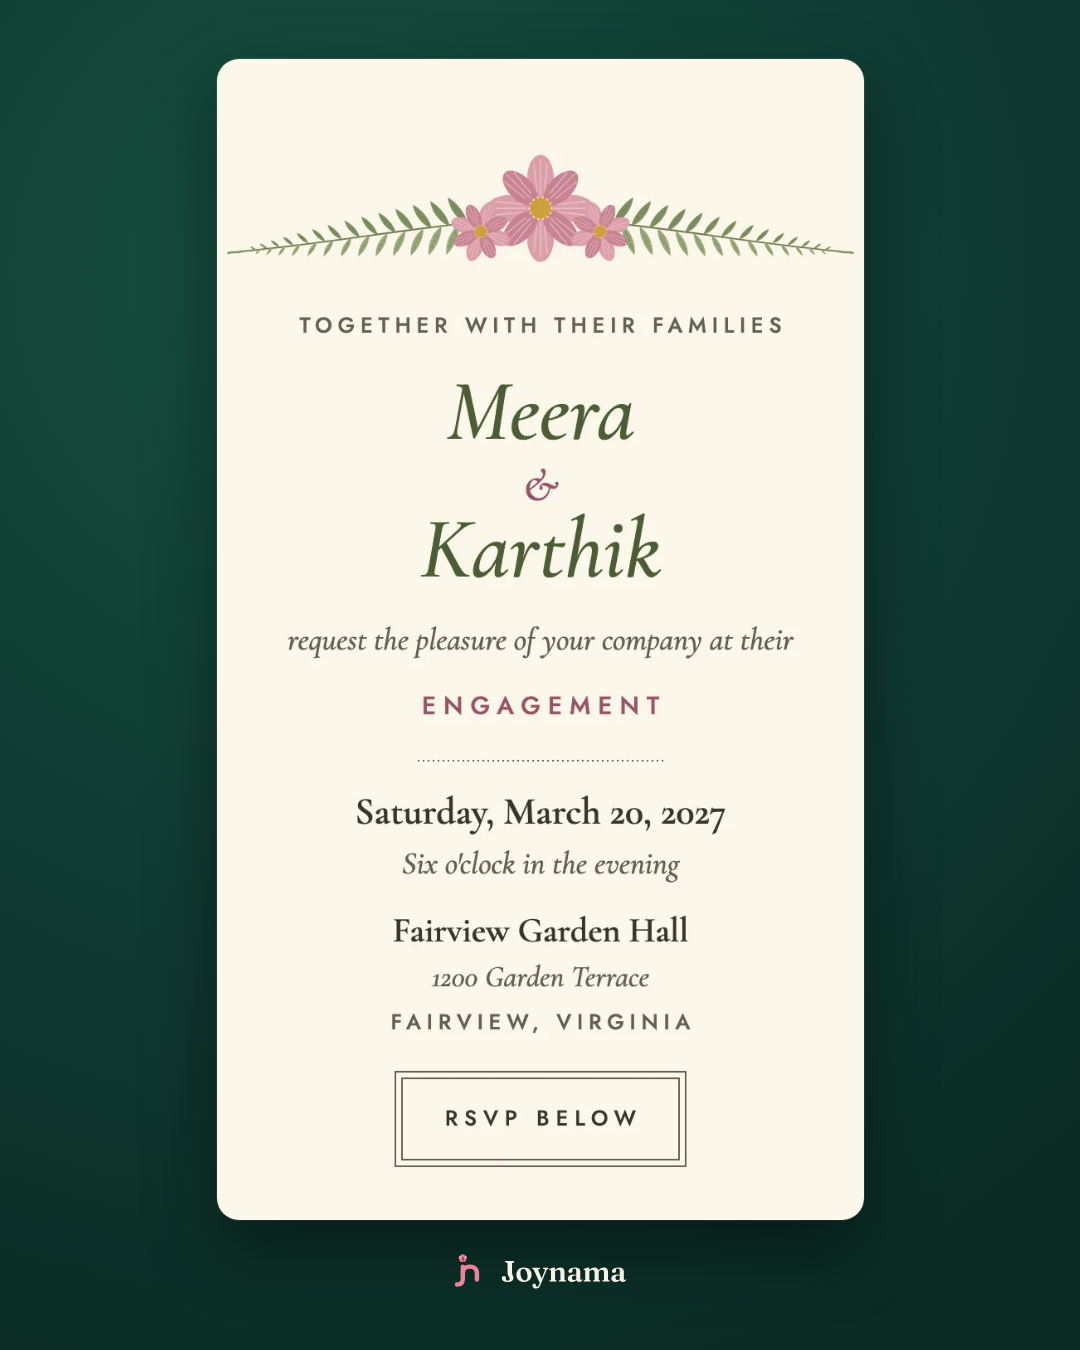 TOGETHER WITH THEIR FAMILIES
Meera
&
Karthik
request the pleasure of your company at their
ENGAGEMENT
Saturday, March 20, 2027
Six o'clock in the evening
Fairview Garden Hall
1200 Garden Terrace
FAIRVIEW, VIRGINIA
RSVP BELOW
Joynama